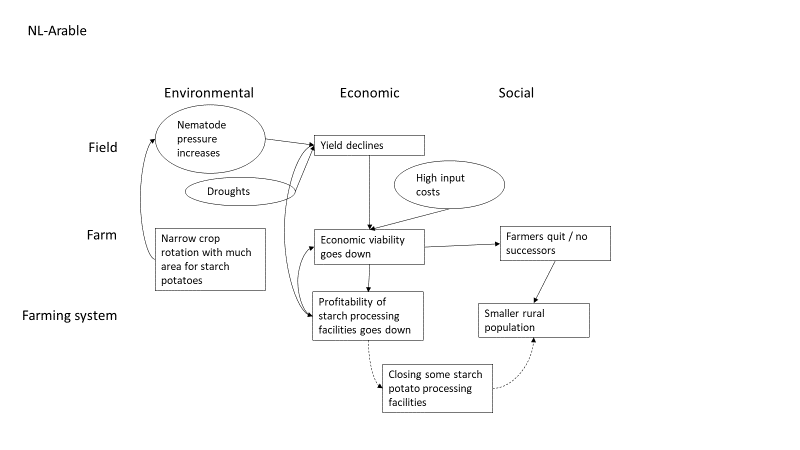 NL-Arable
Environmental
Economic
Social
Field
Nematode
pressure
increases
Yield declines
Droughts
High input
costs
Farm
Narrow crop
rotation with much
area for starch
potatoes
Economic viability
goes down
Farmers quit / no
successors
Farming system
Profitability of
starch processing
facilities goes down
Smaller rural
population
Closing some starch
potato processing
facilities